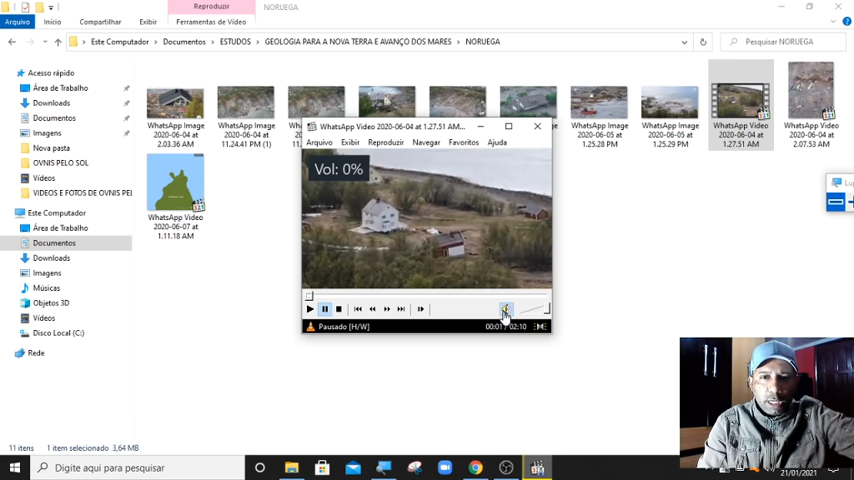 Reproduzir
NORUEGA
Arquivo
Início
Compartilhar
Exibir
Ferramentas de Vídeo
Este Computador
Documentos
ESTUDOS
GEOLOGIA PARA A NOVA TERRA E AVANÇO DOS MARES
NORUEGA
Pesquisar NORUEGA
Acesso rápido
Área de Trabalho
Downloads
Documentos
Imagens
Nova pasta
OVNIS PELO SOL
Vídeos
VIDEOS E FOTOS DE OVNIS PEL
Este Computador
Área de Trabalho
Documentos
Downloads
Imagens
Músicas
Objetos 3D
Vídeos
Disco Local (C:)
Rede
WhatsApp Image
2020-06-04 at
2.03.36 AM
WhatsApp Image
2020-06-04 at
11.24.41 PM (1)
WhatsApp Image
2020-06-05 at
1.25.28 PM
WhatsApp Image
2020-06-05 at
1.25.29 PM
WhatsApp Video
2020-06-04 at
1.27.51 AM
WhatsApp Video
2020-06-04 at
2.07.53 AM
WhatsApp Video
2020-06-07 at
1.11.18 AM
WhatsApp Video 2020-06-04 at 1.27.51 AM...
Arquivo
Exibir
Reproduzir
Navegar
Favoritos
Ajuda
Vol: 0%
Pausado [H/W]
00:01 / 02:10
11 itens
1 item selecionado 3,64 MB
Digite aqui para pesquisar
21/01/2021